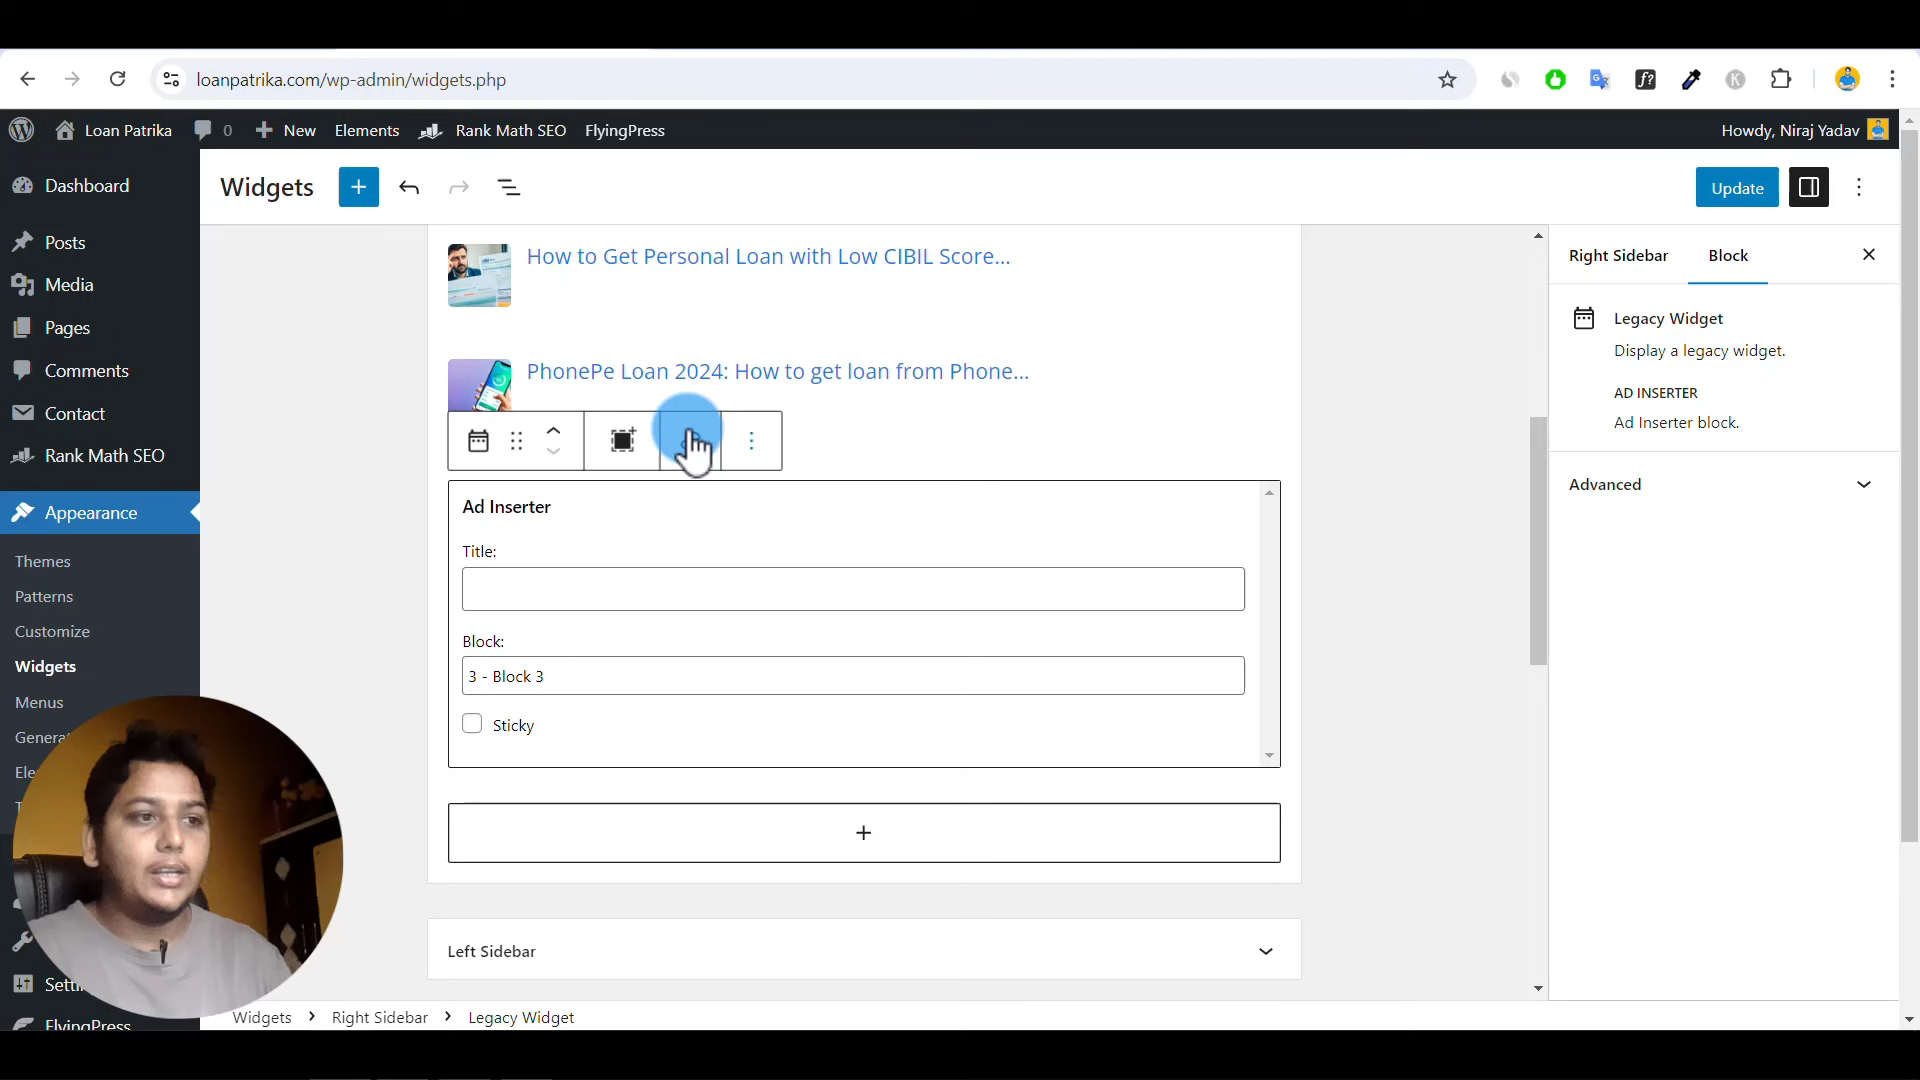 loanpatrika.com/wp-admin/widgets.php
Loan Patrika
0
New
Elements
Rank Math SEO
FlyingPress
Howdy, Niraj Yadav
Dashboard
Posts
Media
Pages
Comments
Contact
Rank Math SEO
Appearance
Themes
Patterns
Customize
Widgets
Menus
Widgets
Update
How to Get Personal Loan with Low CIBIL Score...
PhonePe Loan 2024: How to get loan from Phone...
Ad Inserter
Title:
Block:
3 - Block 3
Sticky
Left Sidebar
Right Sidebar
Block
Legacy Widget
Display a legacy widget.
AD INSERTER
Ad Inserter block.
Advanced
FlyingPress
Widgets
Right Sidebar
Legacy Widget